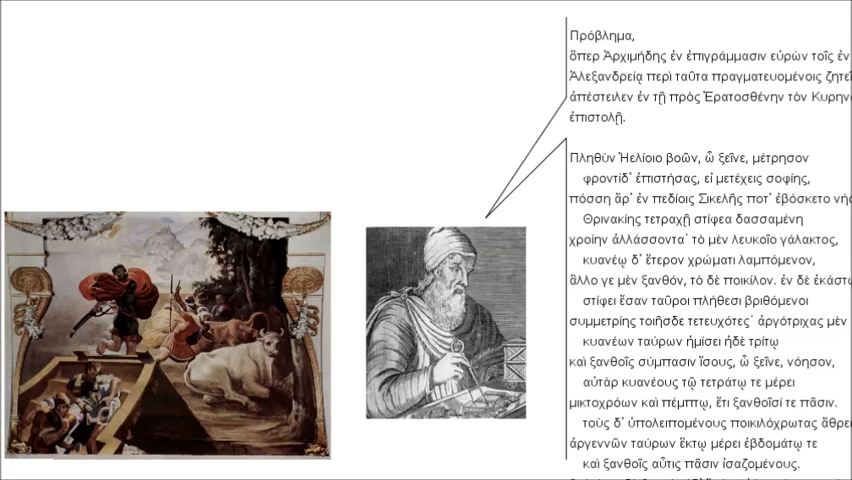 Πρόβλημα,
ὅπερ Ἀρχιμήδης ἐν ἐπιγράμμασιν εὑρὼν τοῖς ἐν
Ἀλεξανδρείᾳ περὶ ταῦτα πραγματευομένοις ζητεῖ
ἀπέστειλεν ἐν τῇ πρὸς Ἐρατοσθένην τὸν Κυρην
ἐπιστολῇ.
Πληθὺν Ἠελίοιο βοῶν, ὦ ξεῖνε, μέτρησον
φροντίδ᾽ ἐπιστήσας, εἰ μετέχεις σοφίης,
πόσση ἄρ᾽ ἐν πεδίοις Σικελῆς ποτ᾽ ἐβόσκετο νήσ
Θρινακίης τετραχῇ στίφεα δασσαμένη
χροίην ἀλλάσσοντα˙ τὸ μὲν λευκοῖο γάλακτος,
κυανέῳ δ᾽ ἕτερον χρώματι λαμπόμενον,
ἄλλο γε μὲν ξανθόν, τὸ δὲ ποικίλον. ἐν δὲ ἑκάστῳ
στίφει ἔσαν ταῦροι πλήθεσι βριθόμενοι
συμμετρίης τοιῆσδε τετευχότες˙ ἀργότριχας μὲν
κυανέων ταύρων ἡμίσει ἠδὲ τρίτῳ
καὶ ξανθοῖς σύμπασιν ἴσους, ὦ ξεῖνε, νόησον,
αὐτὰρ κυανέους τῷ τετράτῳ τε μέρει
μικτοχρόων καὶ πέμπτῳ, ἔτι ξανθοῖσί τε πᾶσιν.
τοὺς δ᾽ ὑπολειπομένους ποικιλόχρωτας ἄθρει
ἀργεννῶν ταύρων ἕκτῳ μέρει ἑβδομάτῳ τε
καὶ ξανθοῖς αὖτις πᾶσιν ἰσαζομένους.